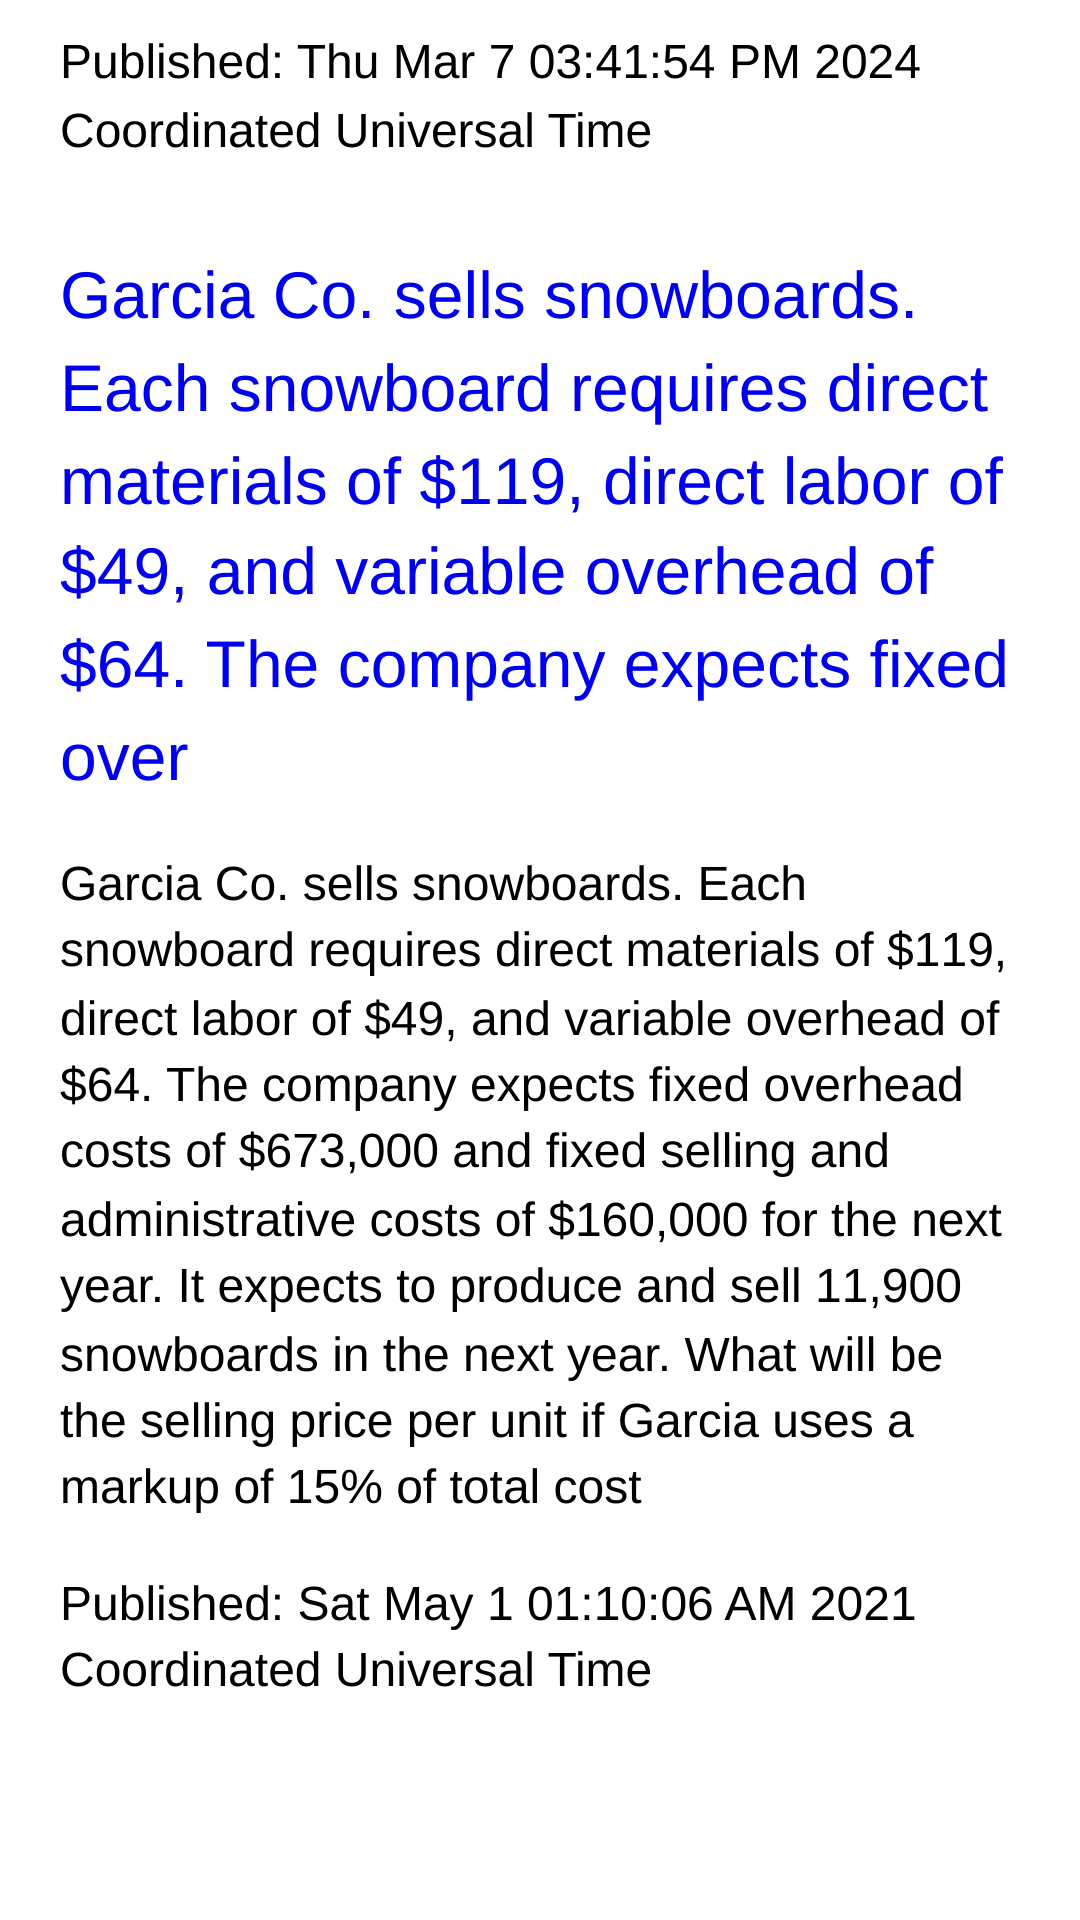 Published: Thu Mar 7 03:41:54 PM 2024
Coordinated Universal Time
Garcia Co. sells snowboards.
Each snowboard requires direct
materials of $119, direct labor of
$49, and variable overhead of
$64. The company expects fixed
over
Garcia Co. sells snowboards. Each
snowboard requires direct materials of $119,
direct labor of $49, and variable overhead of
$64. The company expects fixed overhead
costs of $673,000 and fixed selling and
administrative costs of $160,000 for the next
year. It expects to produce and sell 11,900
snowboards in the next year. What will be
the selling price per unit if Garcia uses a
markup of 15% of total cost
Published: Sat May 1 01:10:06 AM 2021
Coordinated Universal Time